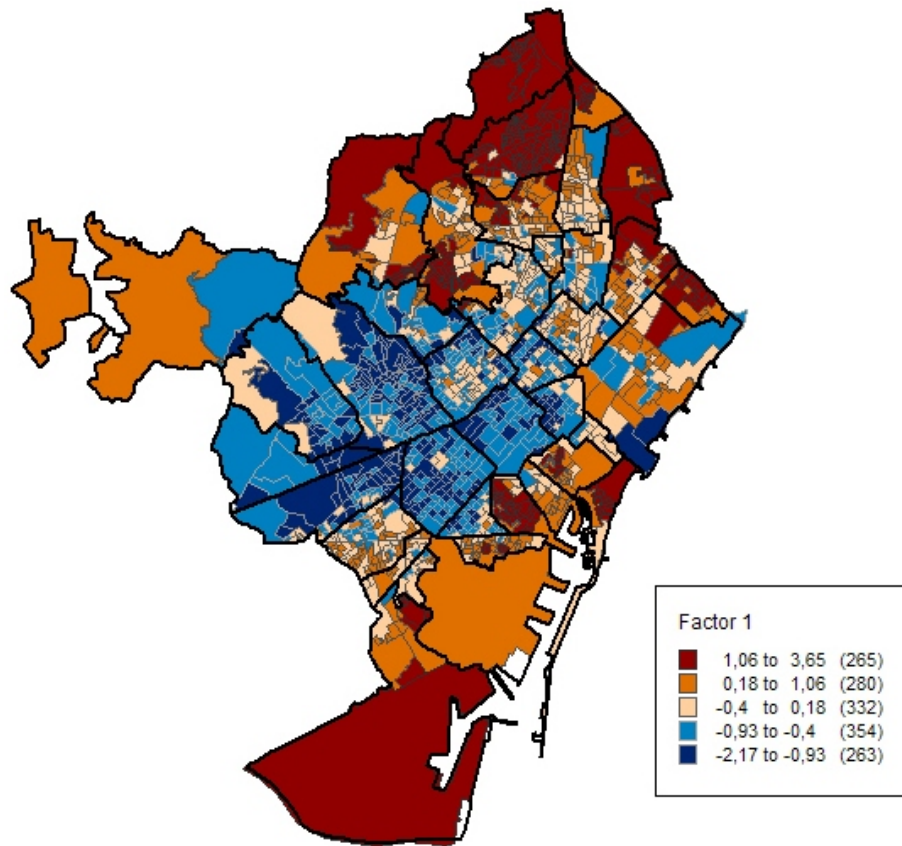 Factor 1
1,06 to 3,65 (265)
0,18 to 1,06 (280)
-0,4 to 0,18 (332)
-0,93 to -0,4 (354)
-2,17 to -0,93 (263)